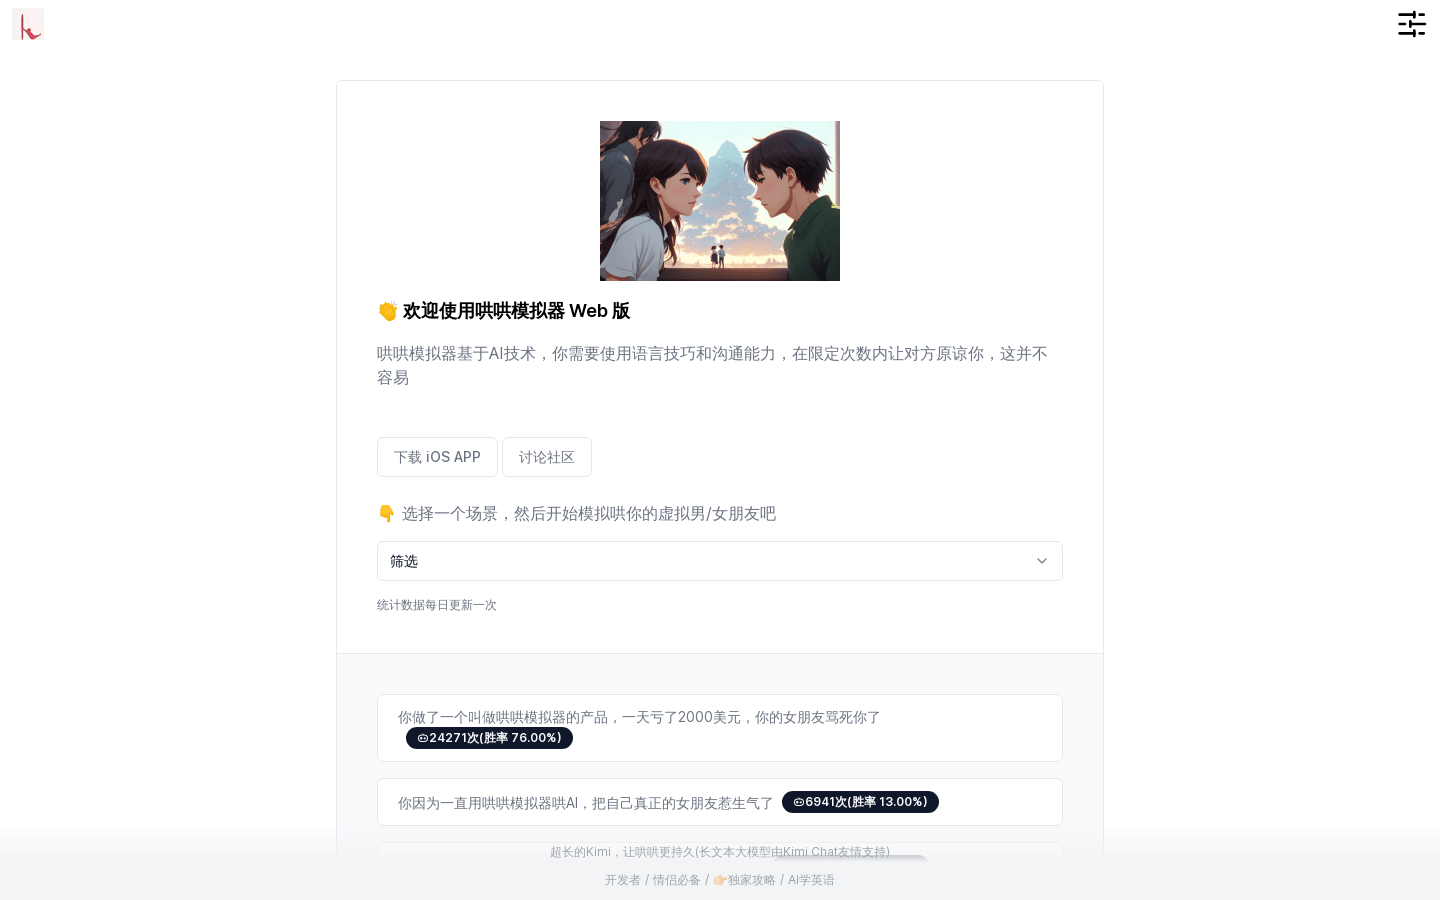 👏 欢迎使用哄哄模拟器 Web 版
哄哄模拟器基于AI技术，你需要使用语言技巧和沟通能力，在限定次数内让对方原谅你，这并不
容易
下载 iOS APP
讨论社区
👇 选择一个场景，然后开始模拟哄你的虚拟男/女朋友吧
筛选
统计数据每日更新一次
你做了一个叫做哄哄模拟器的产品，一天亏了2000美元，你的女朋友骂死你了
24271次(胜率 76.00%)
你因为一直用哄哄模拟器哄AI，把自己真正的女朋友惹生气了 6941次(胜率 13.00%)
超长的Kimi，让哄哄更持久(长文本大模型由Kimi Chat友情支持)
开发者 / 情侣必备 / 👉🏻独家攻略 / AI学英语